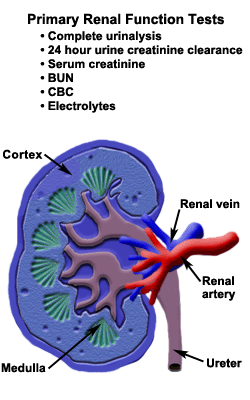 Primary Renal Function Tests
• Complete urinalysis
• 24 hour urine creatinine clearance
• Serum creatinine
• BUN
• CBC
• Electrolytes
Cortex
Renal vein
Renal
artery
Medulla
Ureter